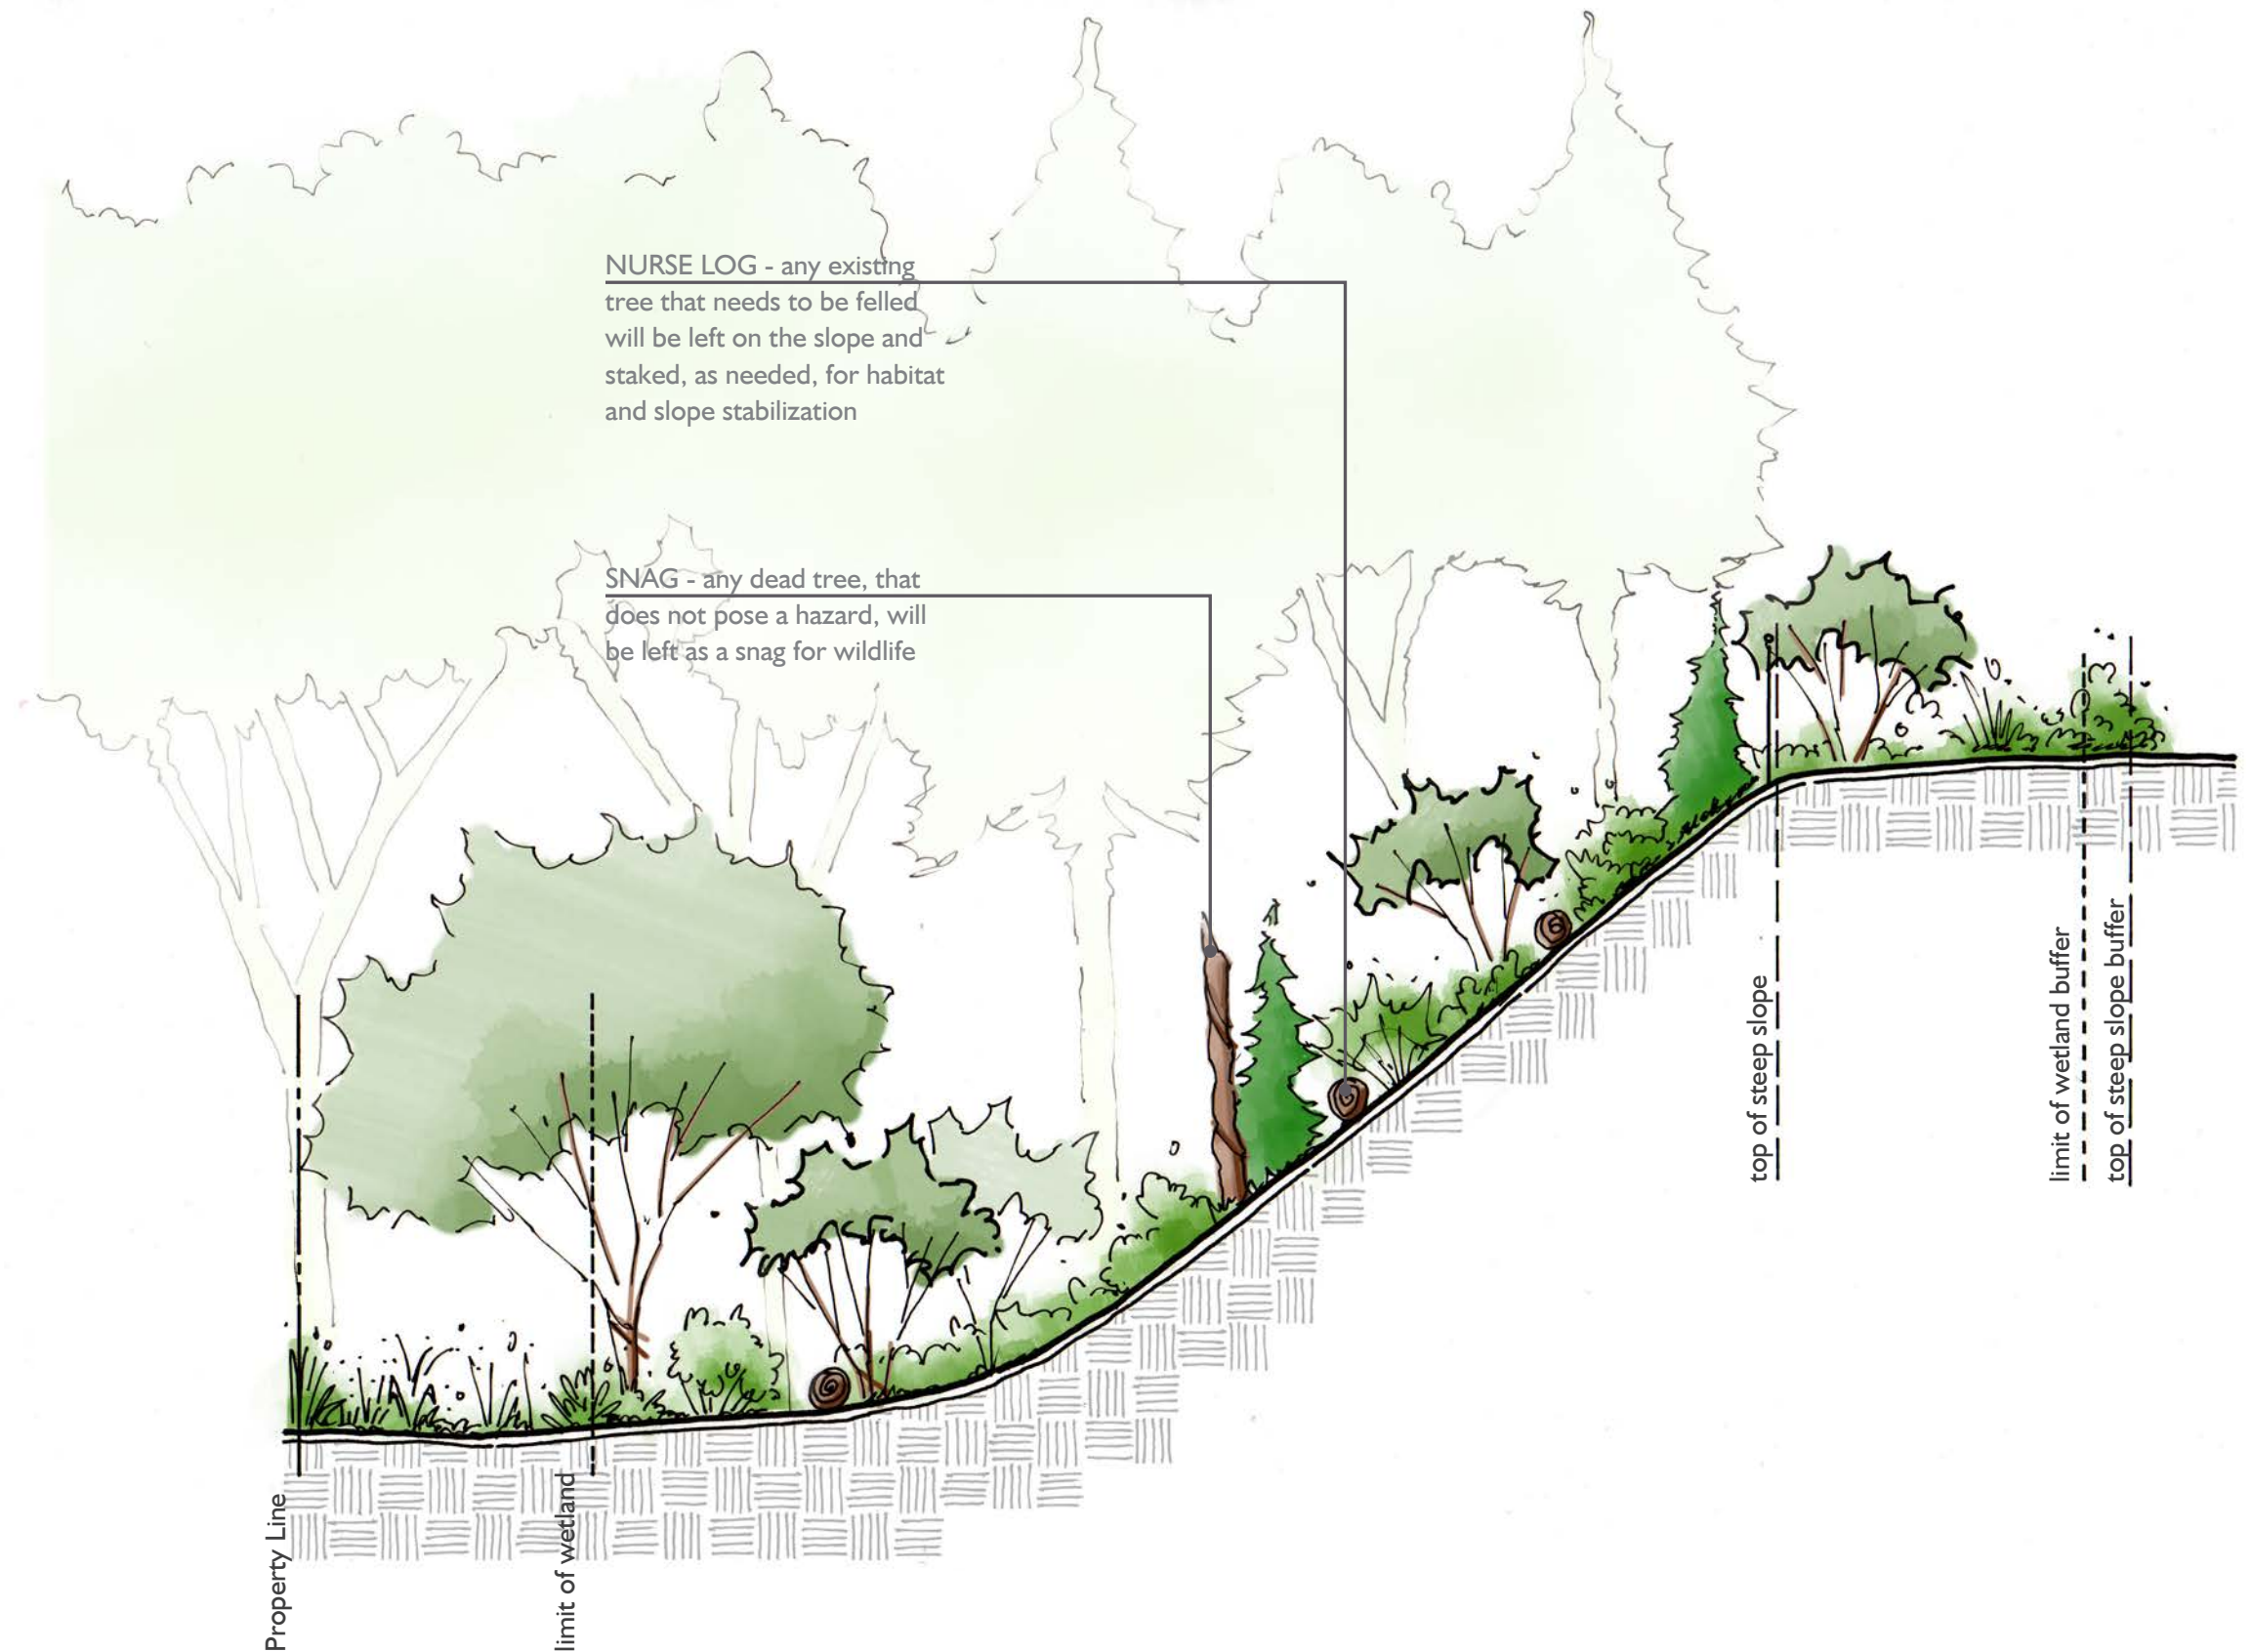 NURSE LOG - any existing
tree that needs to be felled
will be left on the slope and
staked, as needed, for habitat
and slope stabilization
SNAG - any dead tree, that
does not pose a hazard, will
be left as a snag for wildlife
Property Line
limit of wetland
top of steep slope
limit of wetland buffer
top of steep slope buffer